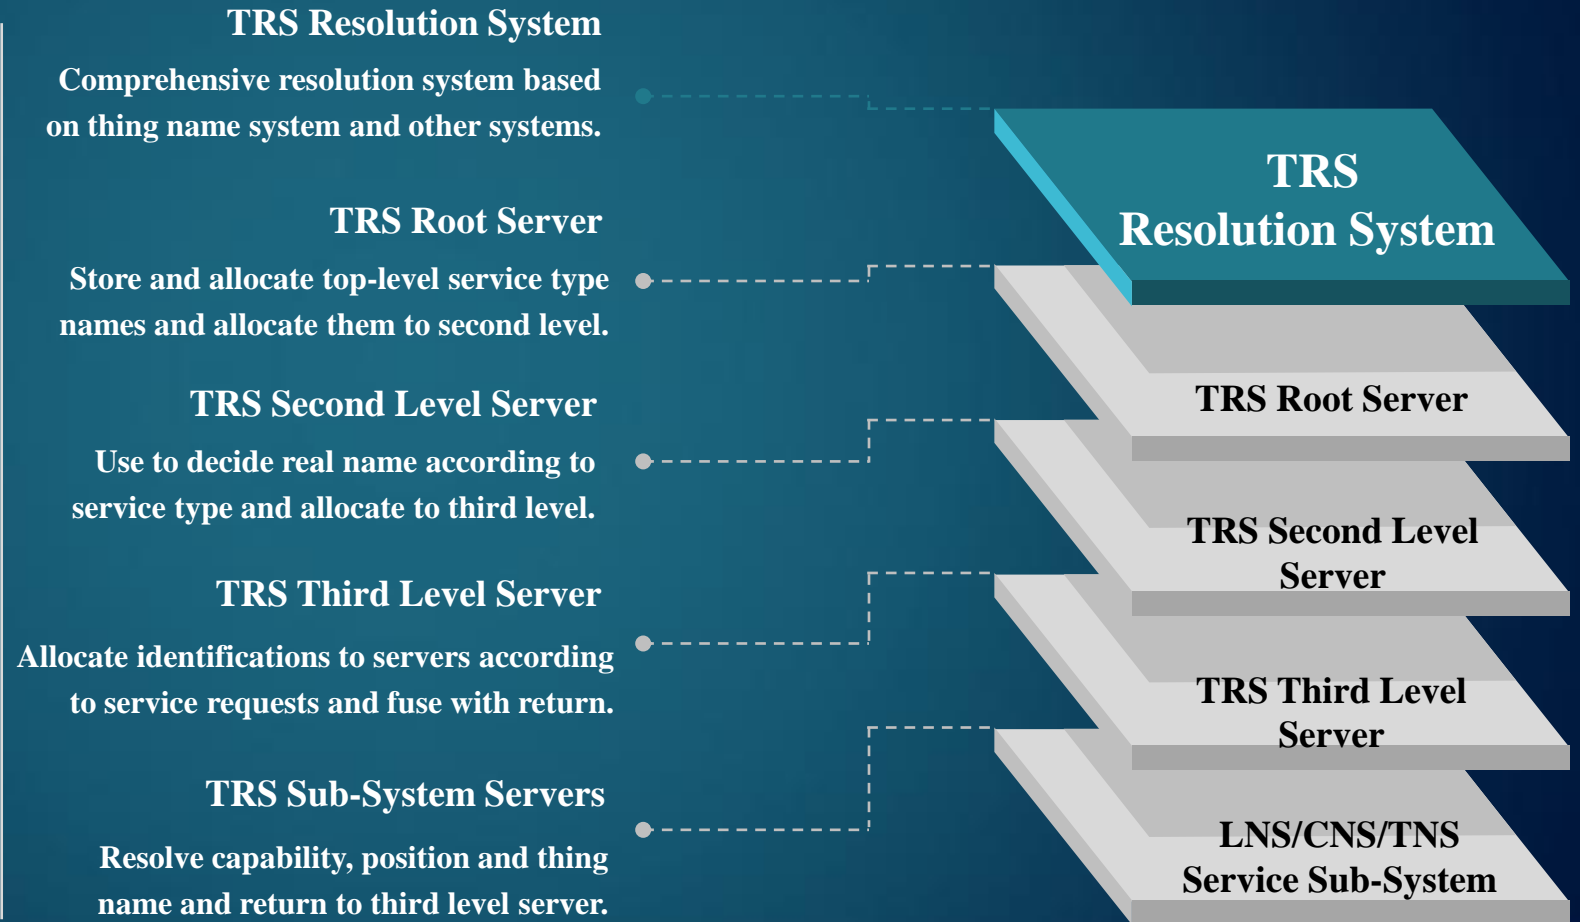 TRS Resolution System
Comprehensive resolution system based
on thing name system and other systems.
TRS Root Server
Store and allocate top-level service type
names and allocate them to second level.
TRS Second Level Server
Use to decide real name according to
service type and allocate to third level.
TRS Third Level Server
Allocate identifications to servers according
to service requests and fuse with return.
TRS Sub-System Servers
Resolve capability, position and thing
name and return to third level server.
TRS
Resolution System
TRS Root Server
TRS Second Level
Server
TRS Third Level
Server
LNS/CNS/TNS
Service Sub-System